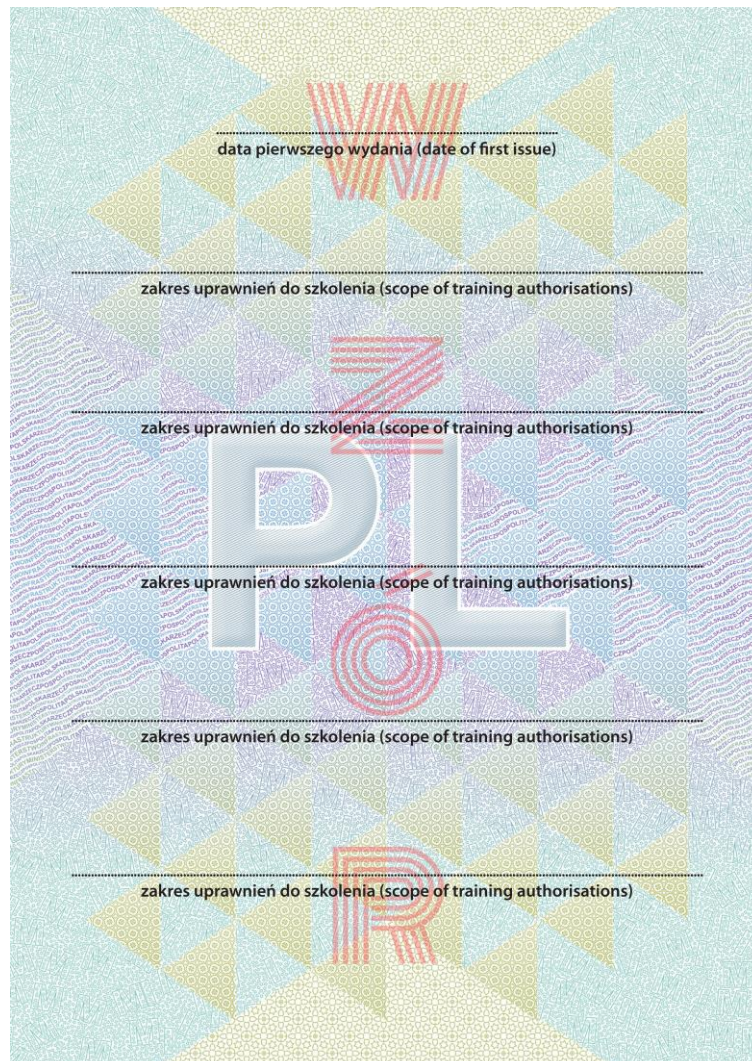 W
data pierwszego wydania (date of first issue)
zakres uprawnień do szkolenia (scope of training authorisations)
Z
zakres uprawnień do szkolenia (scope of training authorisations)
PL
zakres uprawnień do szkolenia (scope of training authorisations)
Ó
zakres uprawnień do szkolenia (scope of training authorisations)
R
zakres uprawnień do szkolenia (scope of training authorisations)